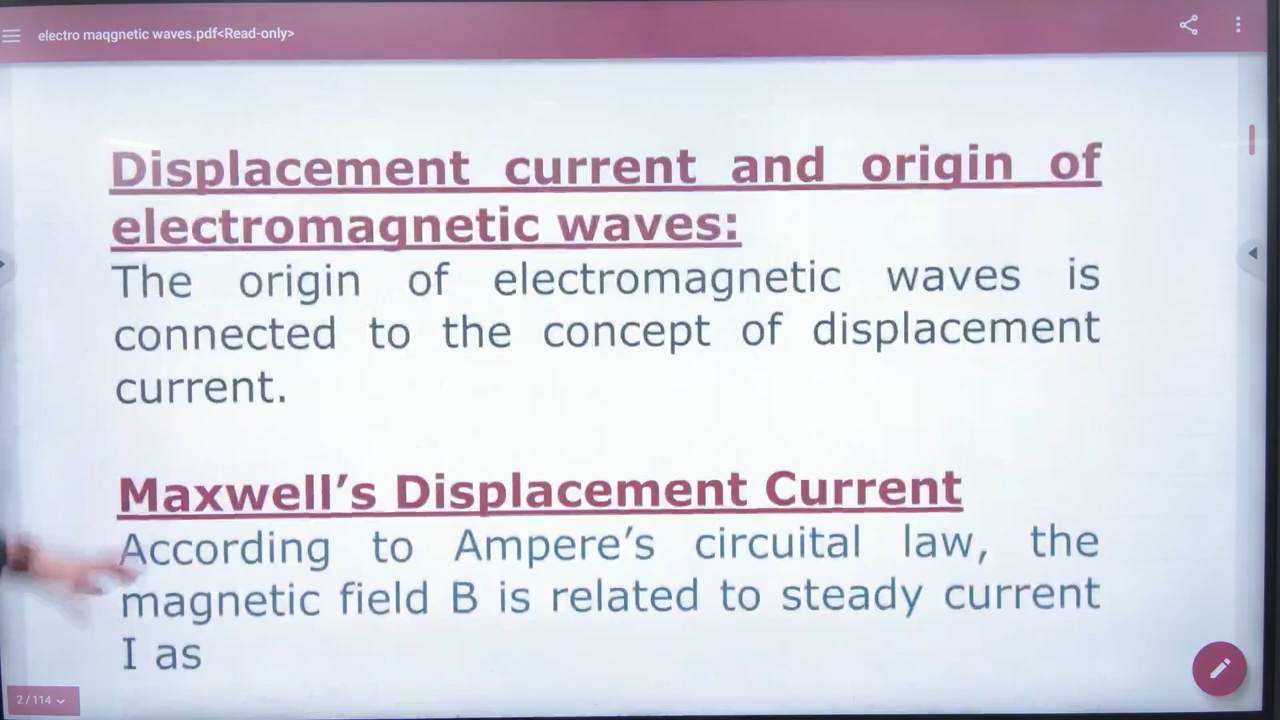 electro maqgnetic waves.pdf<Read-only>
Displacement current and origin of
electromagnetic waves:
The origin of electromagnetic waves is
connected to the concept of displacement
current.
Maxwell’s Displacement Current
According to Ampere’s circuital law, the
magnetic field B is related to steady current
I as
2 / 114